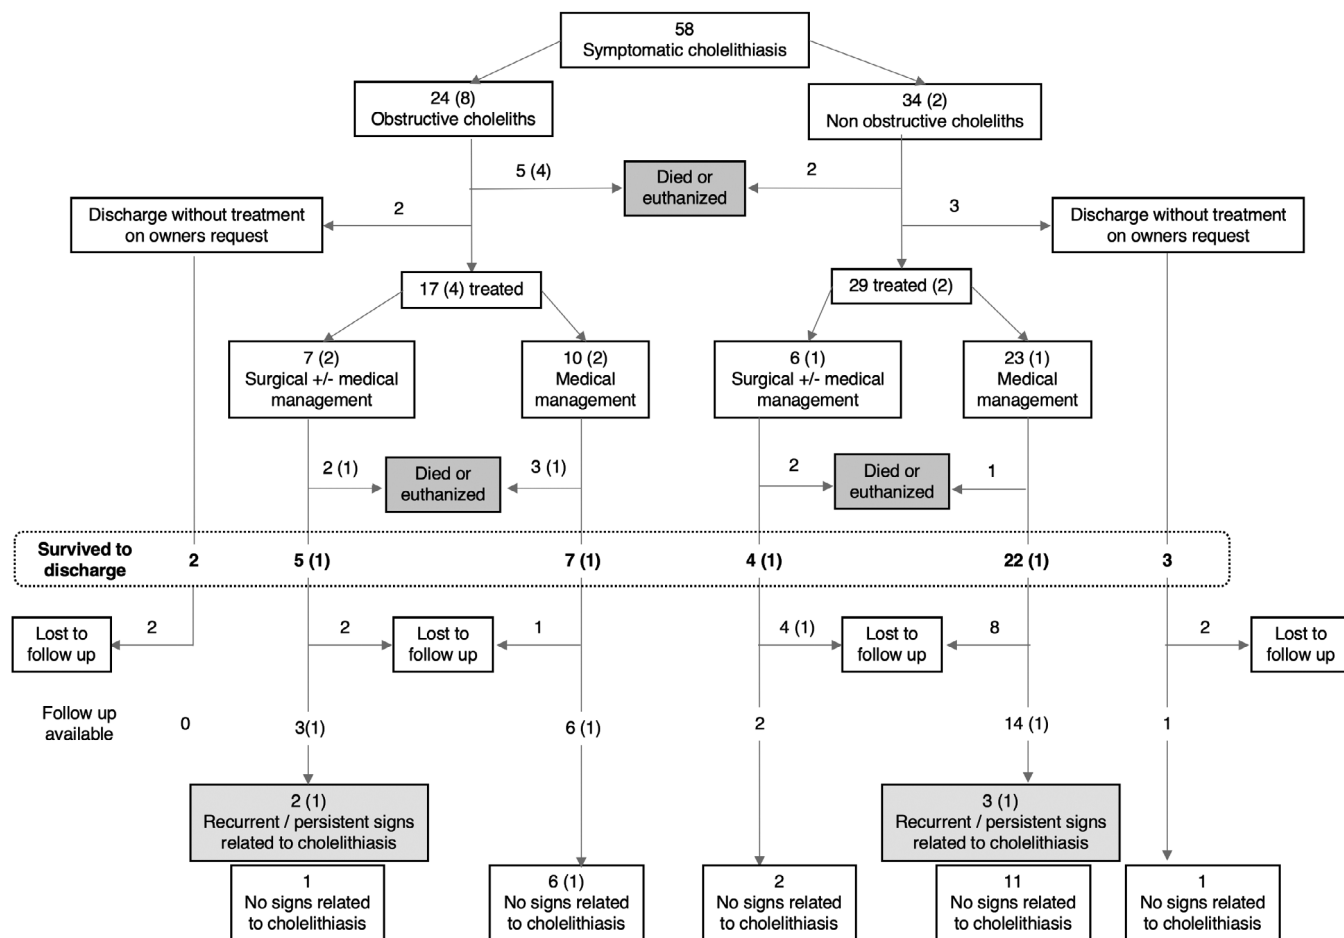 58
Symptomatic cholelithiasis
24 (8)
Obstructive choleliths
34 (2)
Non obstructive choleliths
5 (4)
Died or
euthanized
2
2
3
Discharge without treatment
on owners request
Discharge without treatment
on owners request
17 (4) treated
29 treated (2)
7 (2)
Surgical +/- medical
management
10 (2)
Medical
management
6 (1)
Surgical +/- medical
management
23 (1)
Medical
management
2 (1)
Died or
euthanized
3 (1)
2
Died or
euthanized
1
Survived to
discharge
2
5 (1)
7 (1)
4 (1)
22 (1)
3
Lost to
follow up
2
2
Lost to
follow up
1
4 (1)
Lost to
follow up
8
2
Lost to
follow up
Follow up
available
0
3(1)
6 (1)
2
14 (1)
1
2 (1)
Recurrent / persistent signs
related to cholelithiasis
3 (1)
Recurrent / persistent signs
related to cholelithiasis
1
No signs related
to cholelithiasis
6 (1)
No signs related
to cholelithiasis
2
No signs related
to cholelithiasis
11
No signs related
to cholelithiasis
1
No signs related
to cholelithiasis